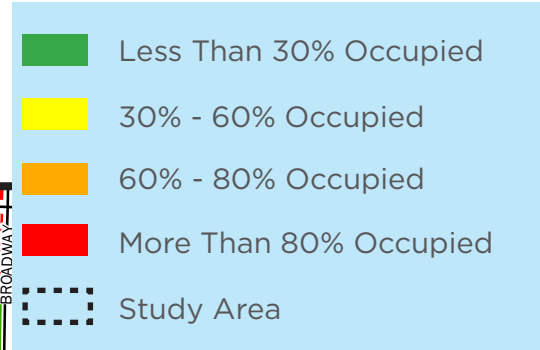 Less Than 30% Occupied
30% - 60% Occupied
60% - 80% Occupied
More Than 80% Occupied
BROADWAY
Study Area